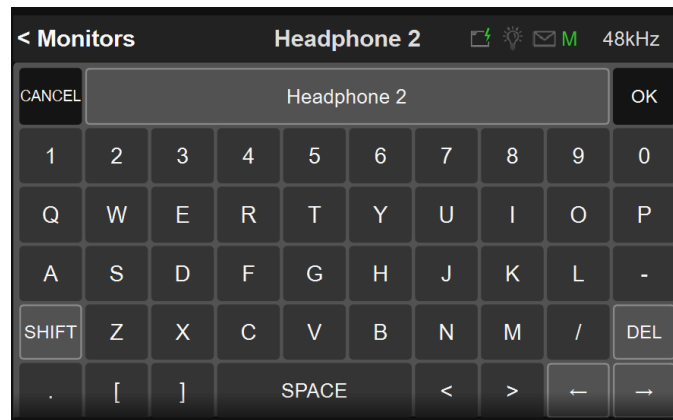 < Monitors Headphone 2 M 48kHz
CANCEL Headphone 2 OK
1 2 3 4 5 6 7 8 9 0
Q W E R T Y U I O P
A S D F G H J K L -
SHIFT Z X C V B N M / DEL
. [ ] SPACE < > ← →